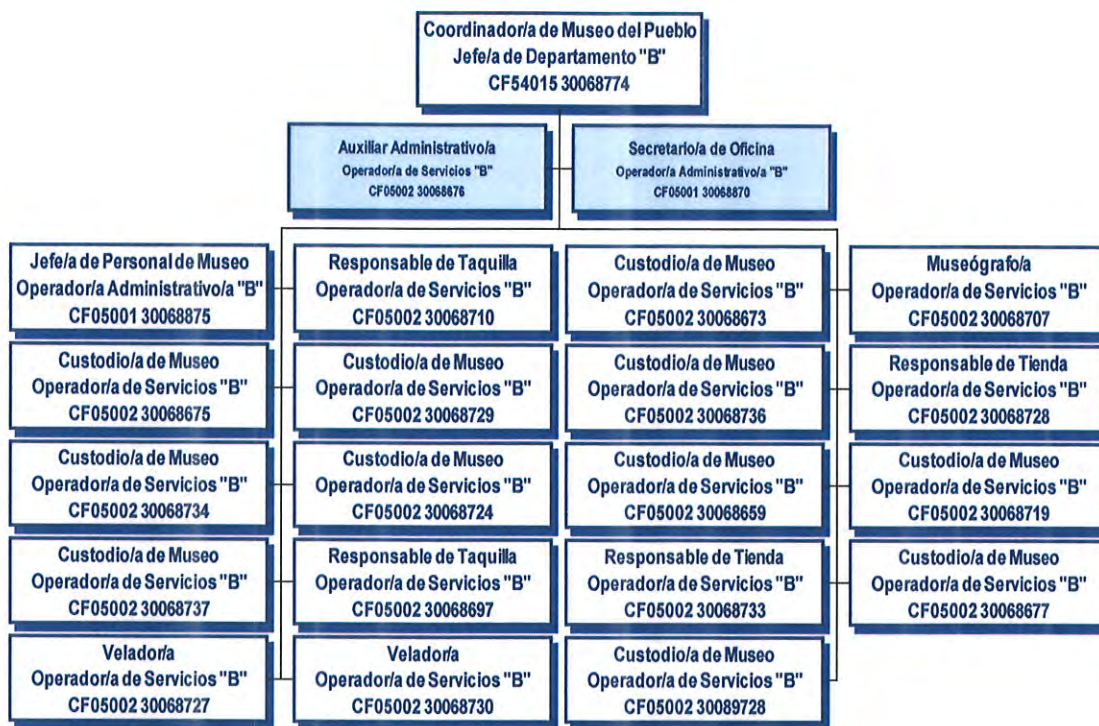 Coordinador/a de Museo del Pueblo
Jefe/a de Departamento "B"
CF54015 30068774
Auxiliar Administrativo/a
Operador/a de Servicios "B"
CF05002 30068676
Secretario/a de Oficina
Operador/a Administrativo/a "B"
CF05001 30068870
Jefe/a de Personal de Museo
Operador/a Administrativo/a "B"
CF05001 30068875
Responsable de Taquilla
Operador/a de Servicios "B"
CF05002 30068710
Custodio/a de Museo
Operador/a de Servicios "B"
CF05002 30068673
Museógrafo/a
Operador/a de Servicios "B"
CF05002 30068707
Custodio/a de Museo
Operador/a de Servicios "B"
CF05002 30068675
Custodio/a de Museo
Operador/a de Servicios "B"
CF05002 30068729
Custodio/a de Museo
Operador/a de Servicios "B"
CF05002 30068736
Responsable de Tienda
Operador/a de Servicios "B"
CF05002 30068728
Custodio/a de Museo
Operador/a de Servicios "B"
CF05002 30068734
Custodio/a de Museo
Operador/a de Servicios "B"
CF05002 30068724
Custodio/a de Museo
Operador/a de Servicios "B"
CF05002 30068659
Custodio/a de Museo
Operador/a de Servicios "B"
CF05002 30068719
Custodio/a de Museo
Operador/a de Servicios "B"
CF05002 30068737
Responsable de Taquilla
Operador/a de Servicios "B"
CF05002 30068697
Responsable de Tienda
Operador/a de Servicios "B"
CF05002 30068733
Custodio/a de Museo
Operador/a de Servicios "B"
CF05002 30068677
Velador/a
Operador/a de Servicios "B"
CF05002 30068727
Velador/a
Operador/a de Servicios "B"
CF05002 30068730
Custodio/a de Museo
Operador/a de Servicios "B"
CF05002 30089728